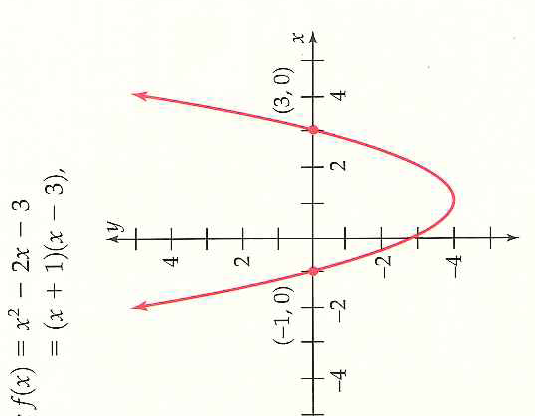 f(x) = x² − 2x − 3
= (x + 1)(x − 3),
y
x
4
2
−2
−4
(−1, 0)
(3, 0)
−4
−2
2
4